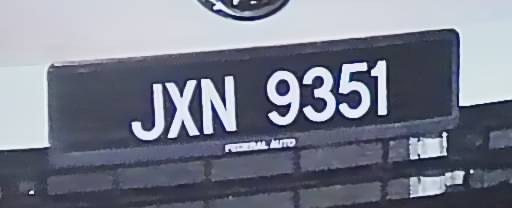 JXN 9351
FEDERAL AUTO